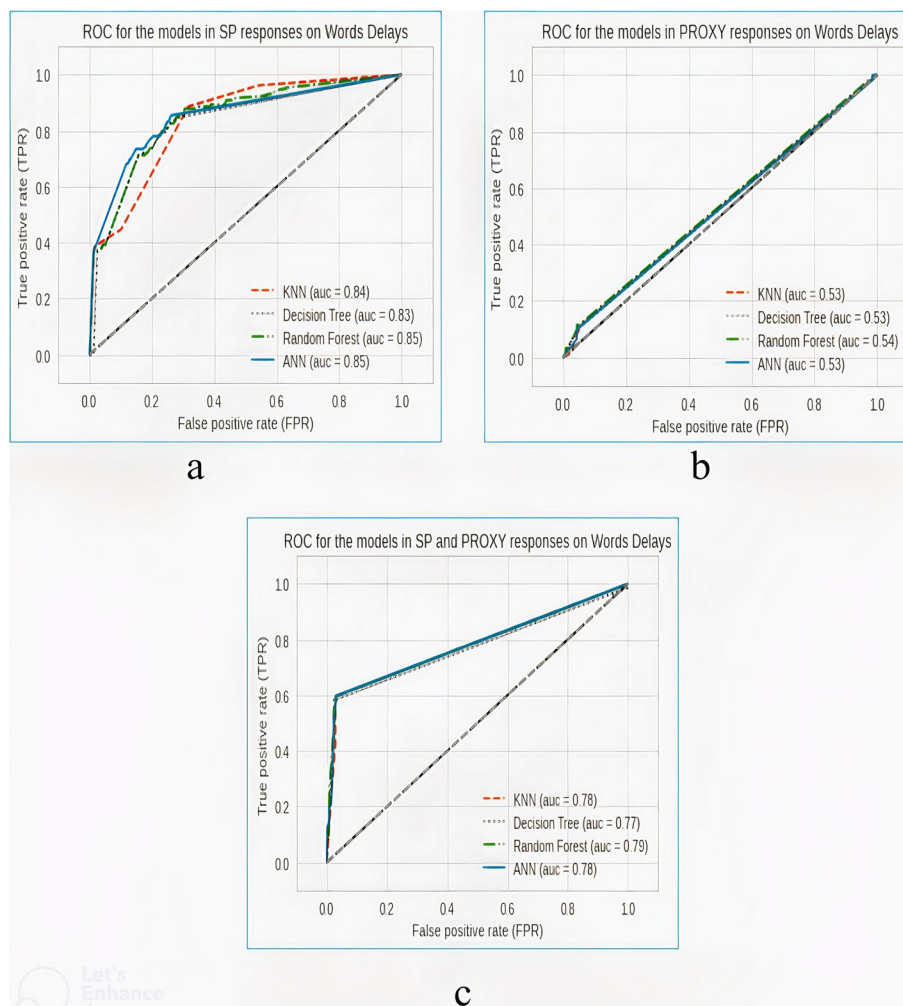 ROC for the models in SP responses on Words Delays
True positive rate (TPR)
1.0
0.8
0.6
0.4
0.2
0.0
KNN (auc = 0.84)
Decision Tree (auc = 0.83)
Random Forest (auc = 0.85)
ANN (auc = 0.85)
0.0 0.2 0.4 0.6 0.8 1.0
False positive rate (FPR)
a
ROC for the models in PROXY responses on Words Delays
True positive rate (TPR)
1.0
0.8
0.6
0.4
0.2
0.0
KNN (auc = 0.53)
Decision Tree (auc = 0.53)
Random Forest (auc = 0.54)
ANN (auc = 0.53)
0.0 0.2 0.4 0.6 0.8 1.0
False positive rate (FPR)
b
ROC for the models in SP and PROXY responses on Words Delays
True positive rate (TPR)
1.0
0.8
0.6
0.4
0.2
0.0
KNN (auc = 0.78)
Decision Tree (auc = 0.77)
Random Forest (auc = 0.79)
ANN (auc = 0.78)
0.0 0.2 0.4 0.6 0.8 1.0
False positive rate (FPR)
c
Let's
Enhance